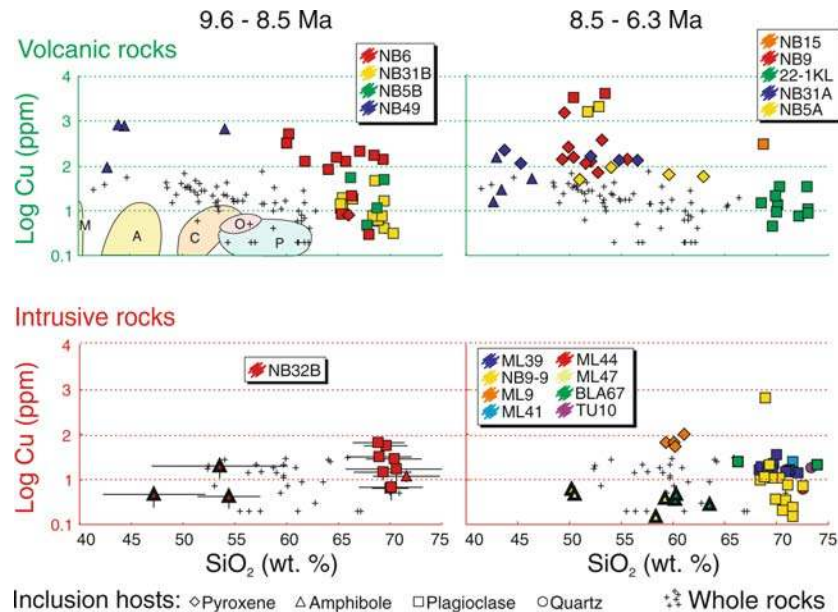 9.6 - 8.5 Ma
8.5 - 6.3 Ma
Volcanic rocks
NB6
NB31B
NB5B
NB49
NB15
NB9
22-1KL
NB31A
NB5A
Log Cu (ppm)
4
3
2
1
0.1
M
A
C
O
P
Intrusive rocks
NB32B
ML39
NB9-9
ML9
ML41
ML44
ML47
BLA67
TU10
Log Cu (ppm)
4
3
2
1
0.1
40 45 50 55 60 65 70 75
40 45 50 55 60 65 70 75
SiO₂ (wt. %)
SiO₂ (wt. %)
Inclusion hosts: Pyroxene Amphibole Plagioclase Quartz Whole rocks